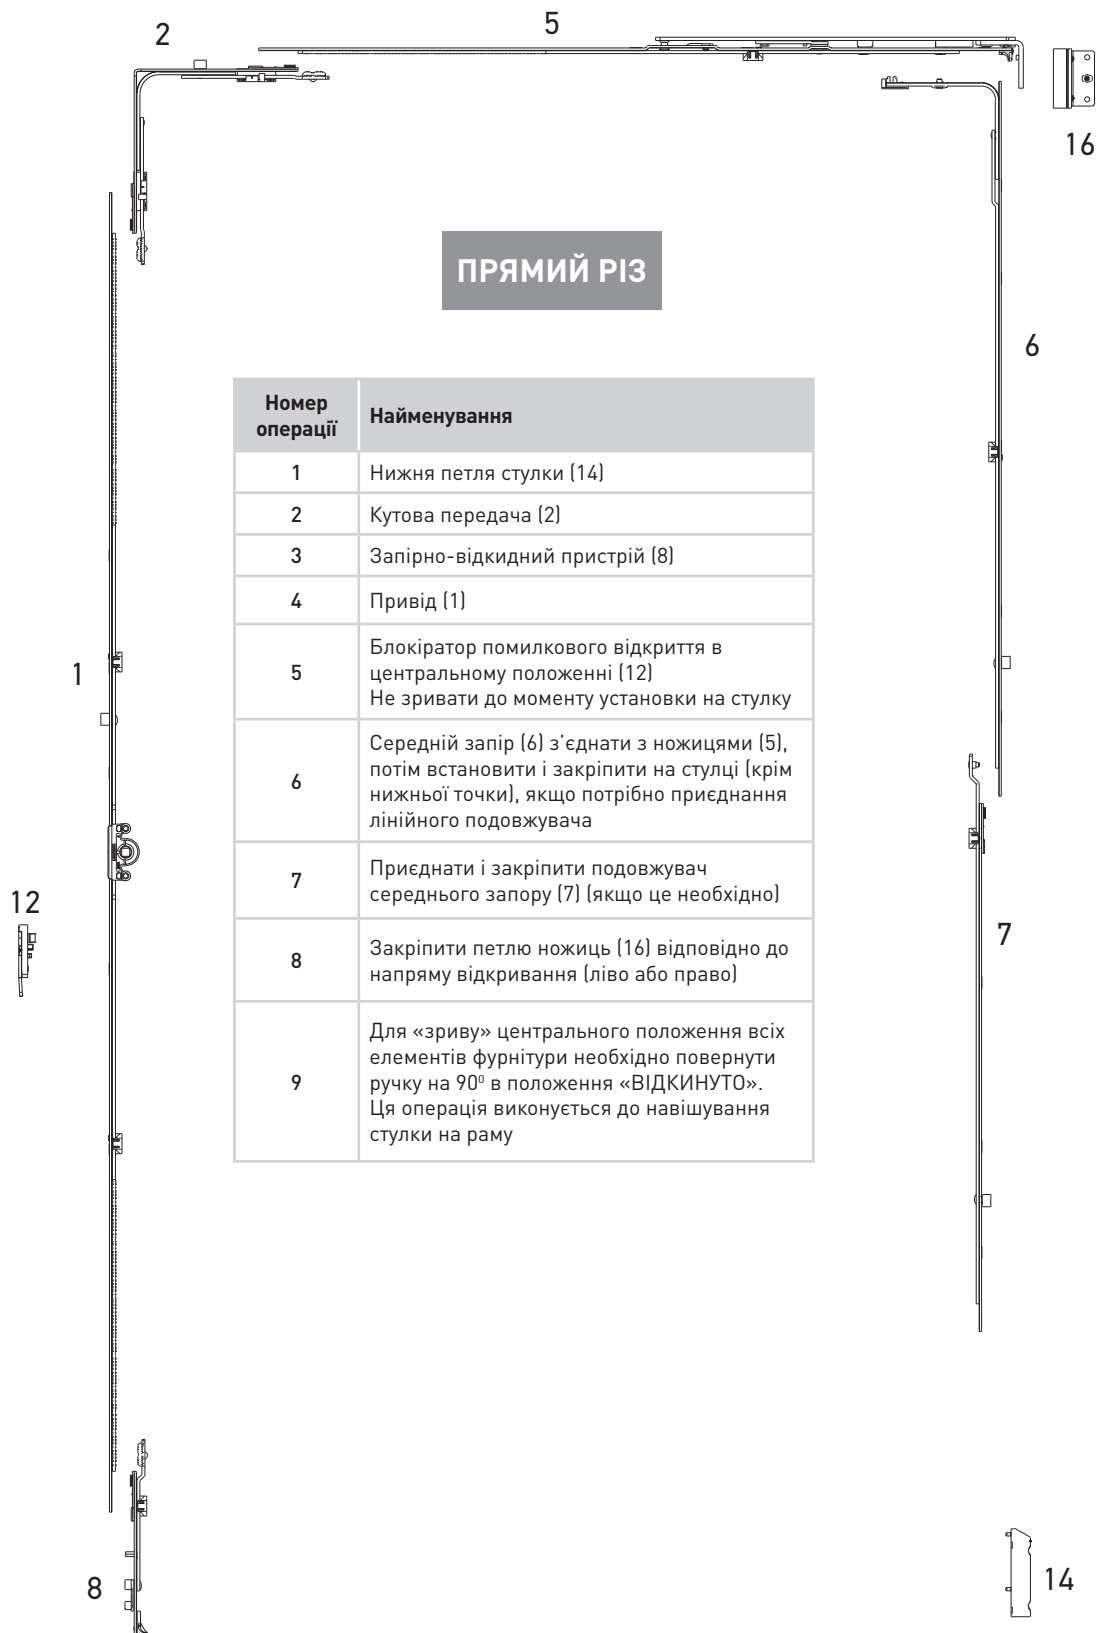 2
5
16
ПРЯМИЙ РІЗ
6
Номер
операції
Найменування
1
Нижня петля стулки (14)
2
Кутова передача (2)
3
Запірно-відкидний пристрій (8)
4
Привід (1)
5
Блокіратор помилкового відкриття в
центральному положенні (12)
Не зривати до моменту установки на стулку
6
Середній запір (6) з’єднати з ножицями (5),
потім встановити і закріпити на стулці (крім
нижньої точки), якщо потрібно приєднання
лінійного подовжувача
7
Приєднати і закріпити подовжувач
середнього запору (7) (якщо це необхідно)
8
Закріпити петлю ножиць (16) відповідно до
напряму відкривання (ліво або право)
9
Для «зриву» центрального положення всіх
елементів фурнітури необхідно повернути
ручку на 90⁰ в положення «ВІДКИНУТО».
Ця операція виконується до навішування
стулки на раму
1
12
7
8
14